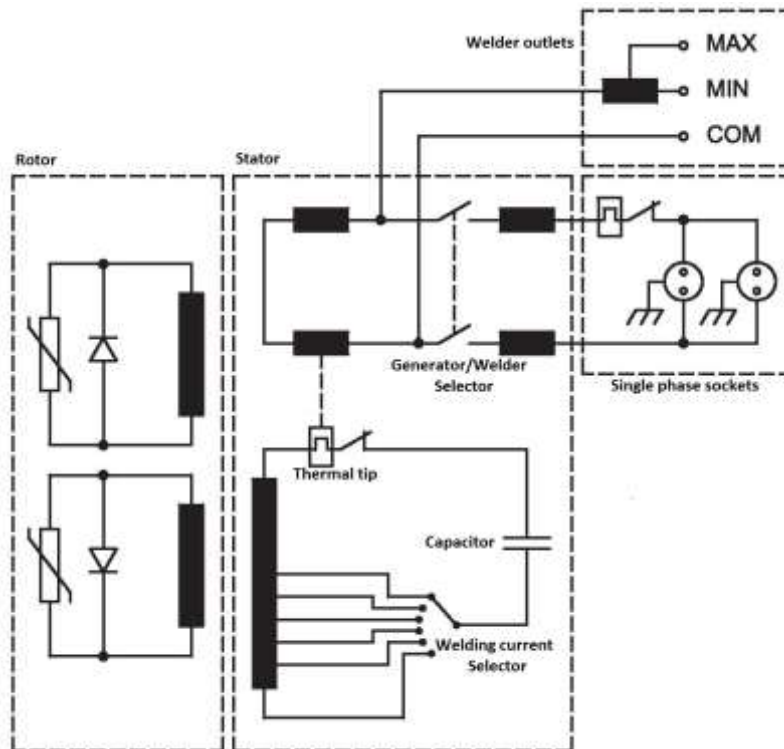 Welder outlets
MAX
MIN
COM
Rotor
Stator
Generator/Welder
Selector
Single phase sockets
Thermal tip
Capacitor
Welding current
Selector